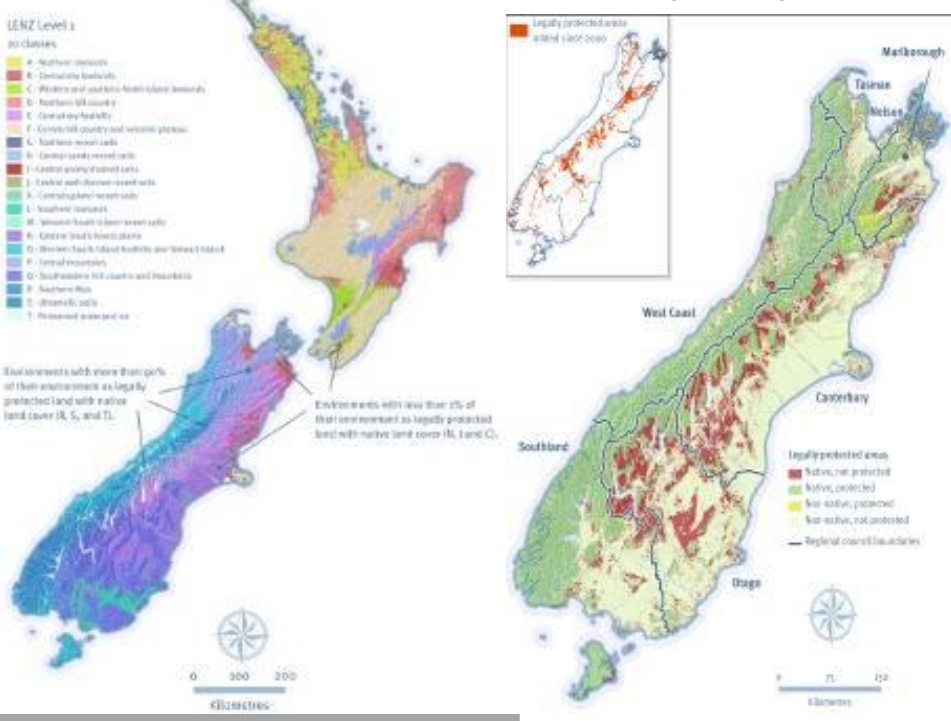 LENZ Level 1
20 classes
A - Northern lowlands
B - Central dry lowlands
C - Western and southern North Island lowlands
D - Northern hill country
E - Central dry foothills
F - Central hill country and volcanic plateau
G - Northern recent soils
H - Central sandy recent soils
I - Central poorly drained soils
J - Central well drained recent soils
K - Central upland recent soils
L - Southern lowlands
M - Western South Island recent soils
N - Eastern South Island plains
O - Western South Island foothills and Stewart Island
P - Central mountains
Q - Southeastern hill country and mountains
R - Southern Alps
S - Ultramafic soils
T - Permanent snow and ice
Environments with more than 90%
of their environment as legally
protected land with native
land cover (R, S, and T).
Environments with less than 2%
of their environment as legally protected
land with native land cover (N, J and C).
0 100 200
Kilometres
Legally protected areas
added since 2000
Marlborough
Tasman
Nelson
West Coast
Canterbury
Southland
Legally protected areas
Native, not protected
Native, protected
Non-native, protected
Non-native, not protected
Regional council boundaries
Otago
75
Kilometres